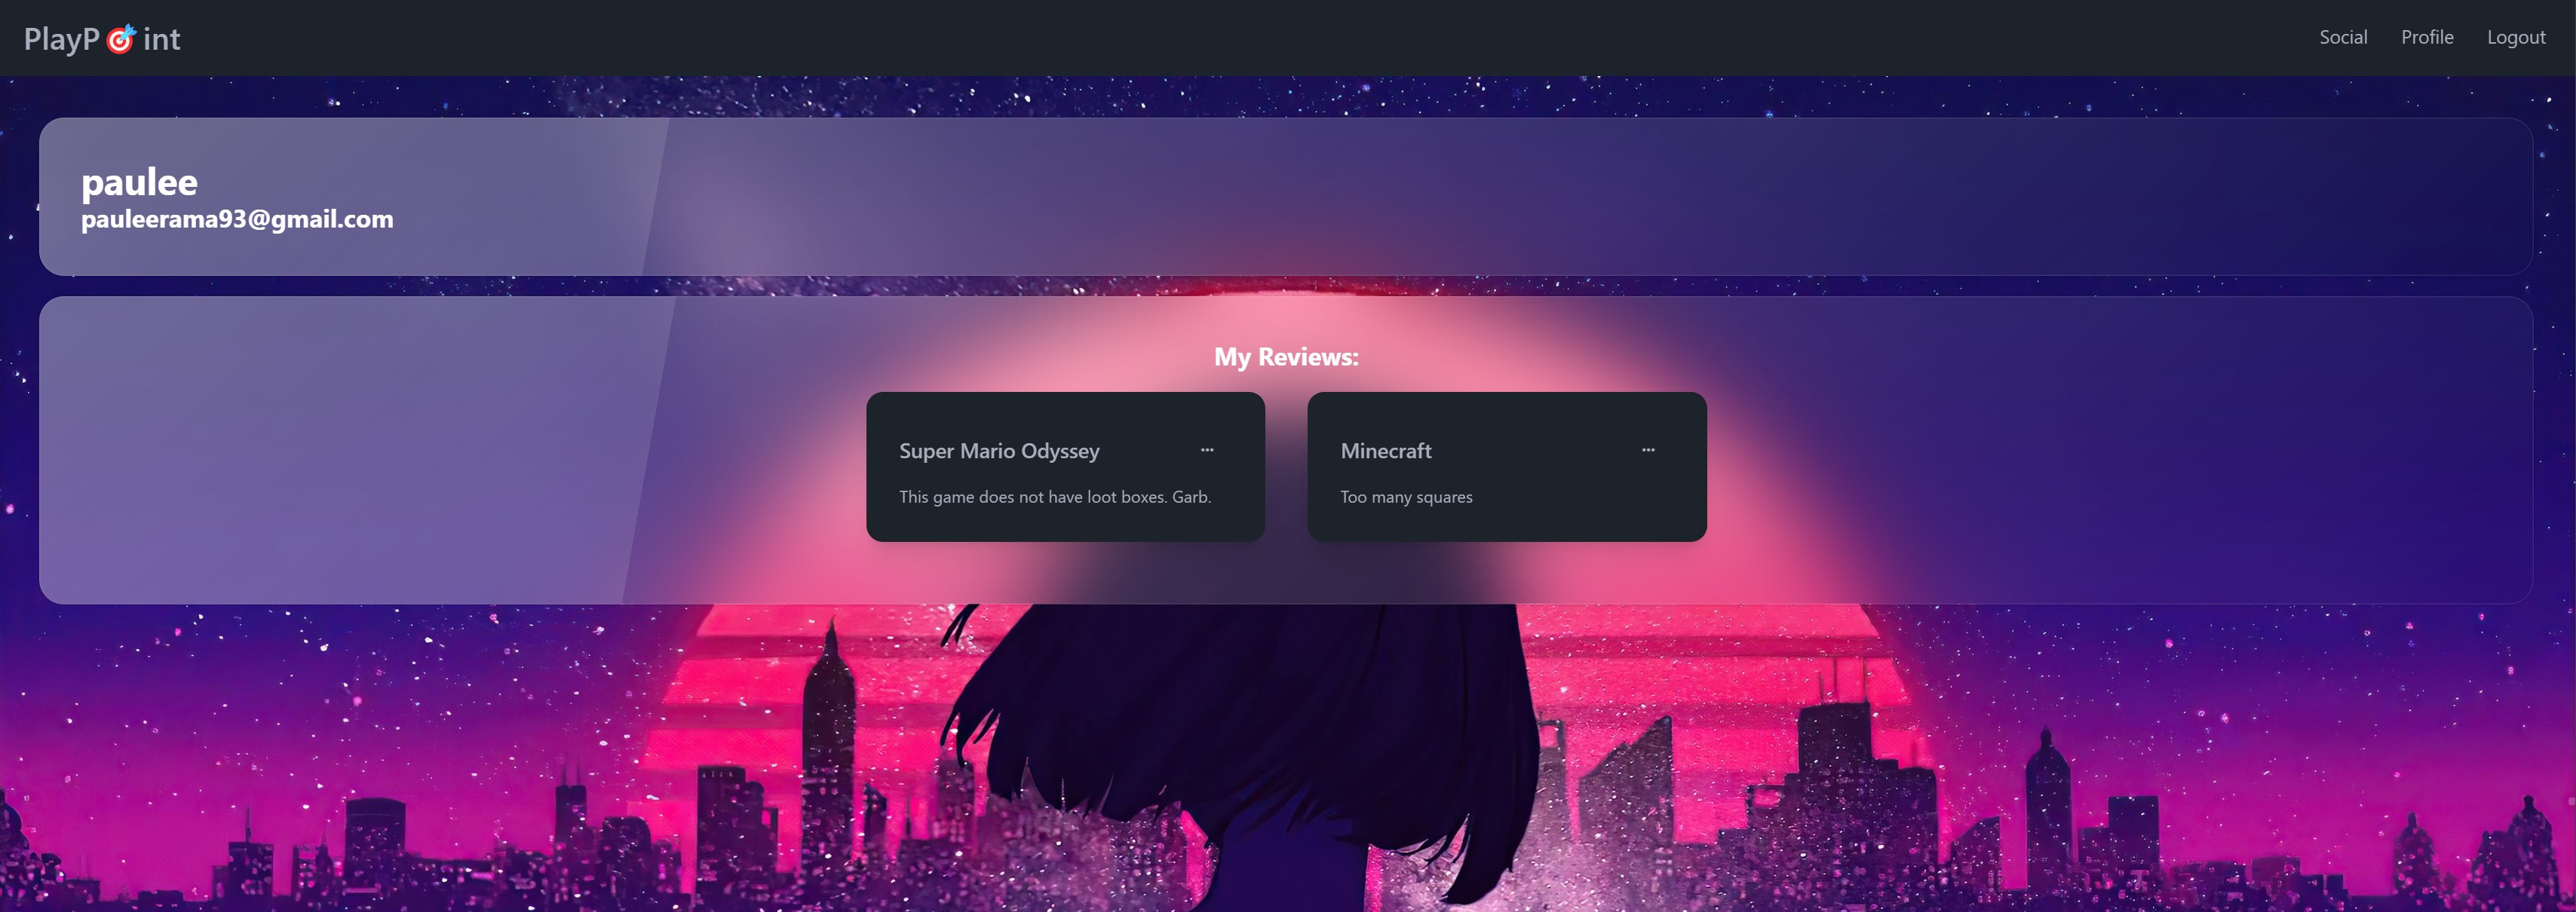 PlayP🎯int
Social Profile Logout
paulee
pauleerama93@gmail.com
My Reviews:
Super Mario Odyssey ...
This game does not have loot boxes. Garb.
Minecraft ...
Too many squares